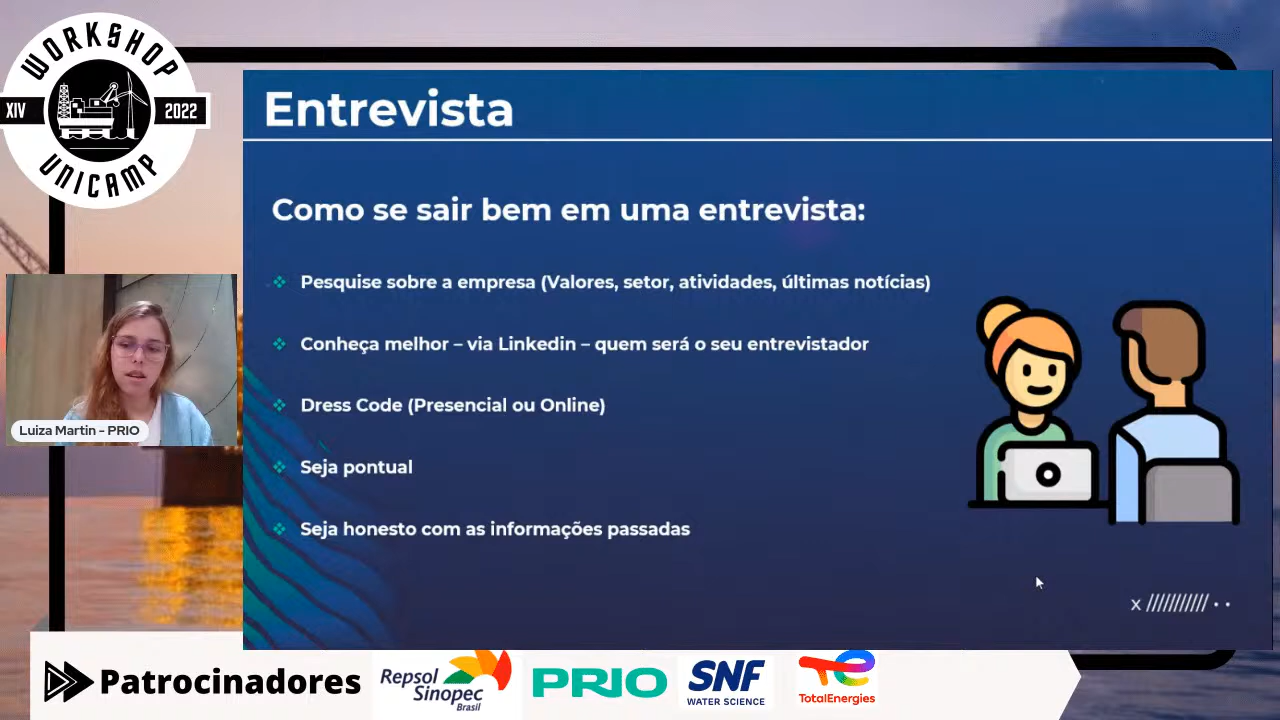 WORKSHOP
XIV
2022
UNICAMP
Entrevista
Como se sair bem em uma entrevista:
Pesquise sobre a empresa (Valores, setor, atividades, últimas notícias)
Conheça melhor – via Linkedin – quem será o seu entrevistador
Dress Code (Presencial ou Online)
Seja pontual
Seja honesto com as informações passadas
Luiza Martin - PRIO
x /////////// • •
Patrocinadores
Repsol
Sinopec
Brasil
PRIO
SNF
WATER SCIENCE
TotalEnergies